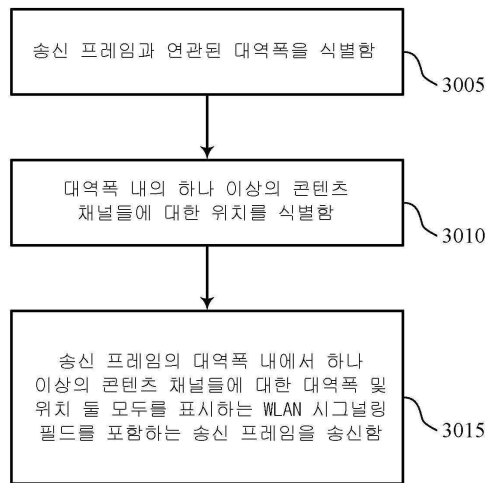 송신 프레임과 연관된 대역폭을 식별함
3005
대역폭 내의 하나 이상의 콘텐츠
채널들에 대한 위치를 식별함
3010
송신 프레임의 대역폭 내에서 하나
이상의 콘텐츠 채널들에 대한 대역폭 및
위치 둘 모두를 표시하는 WLAN 시그널링
필드를 포함하는 송신 프레임을 송신함
3015